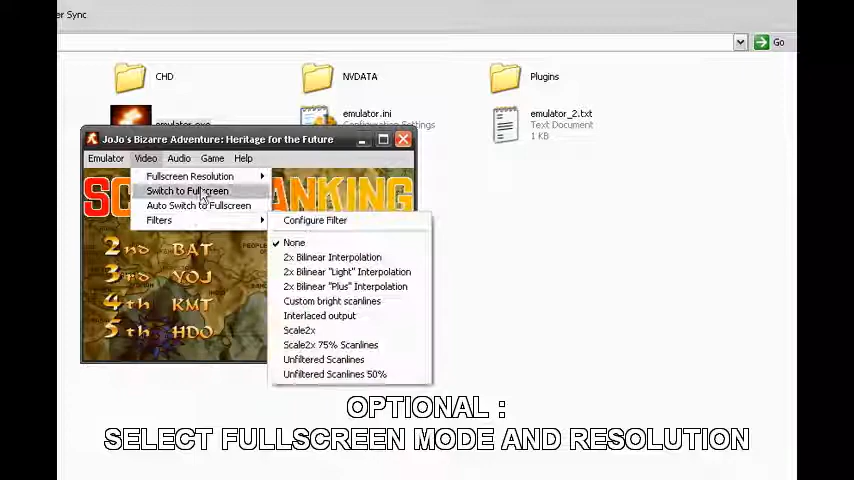 er Sync
Go
CHD
NVDATA
Plugins
emulator.exe
emulator.ini
Configuration Settings
emulator_2.txt
Text Document
1 KB
JoJo's Bizarre Adventure: Heritage for the Future
Emulator Video Audio Game Help
Fullscreen Resolution
Switch to Fullscreen
Auto Switch to Fullscreen
Filters
Configure Filter
None
2x Bilinear Interpolation
2x Bilinear "Light" Interpolation
2x Bilinear "Plus" Interpolation
Custom bright scanlines
Interlaced output
Scale2x
Scale2x 75% Scanlines
Unfiltered Scanlines
Unfiltered Scanlines 50%
SC ANKING
2nd BAT
3rd YOJ
4th KMT
5th HDO
OPTIONAL :
SELECT FULLSCREEN MODE AND RESOLUTION